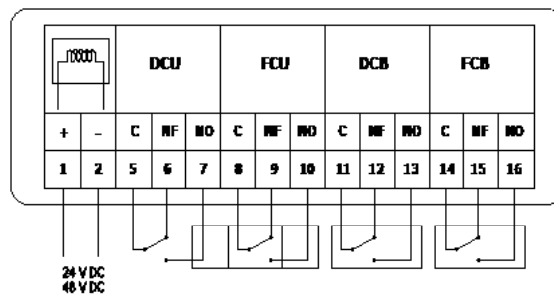 DCU FCU DCB FCB
+ - C NF NO C NF NO C NF NO C NF NO
1 2 5 6 7 8 9 10 11 12 13 14 15 16
24 V DC
48 V DC